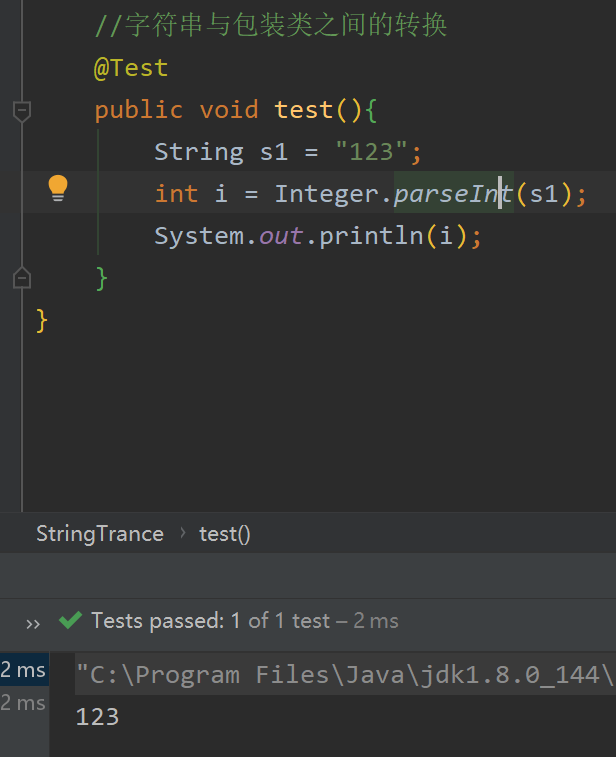 //字符串与包装类之间的转换
@Test
public void test(){
String s1 = "123";
int i = Integer.parseInt(s1);
System.out.println(i);
}
}
StringTrance › test()
›› Tests passed: 1 of 1 test – 2 ms
2 ms "C:\Program Files\Java\jdk1.8.0_144\
2 ms 123